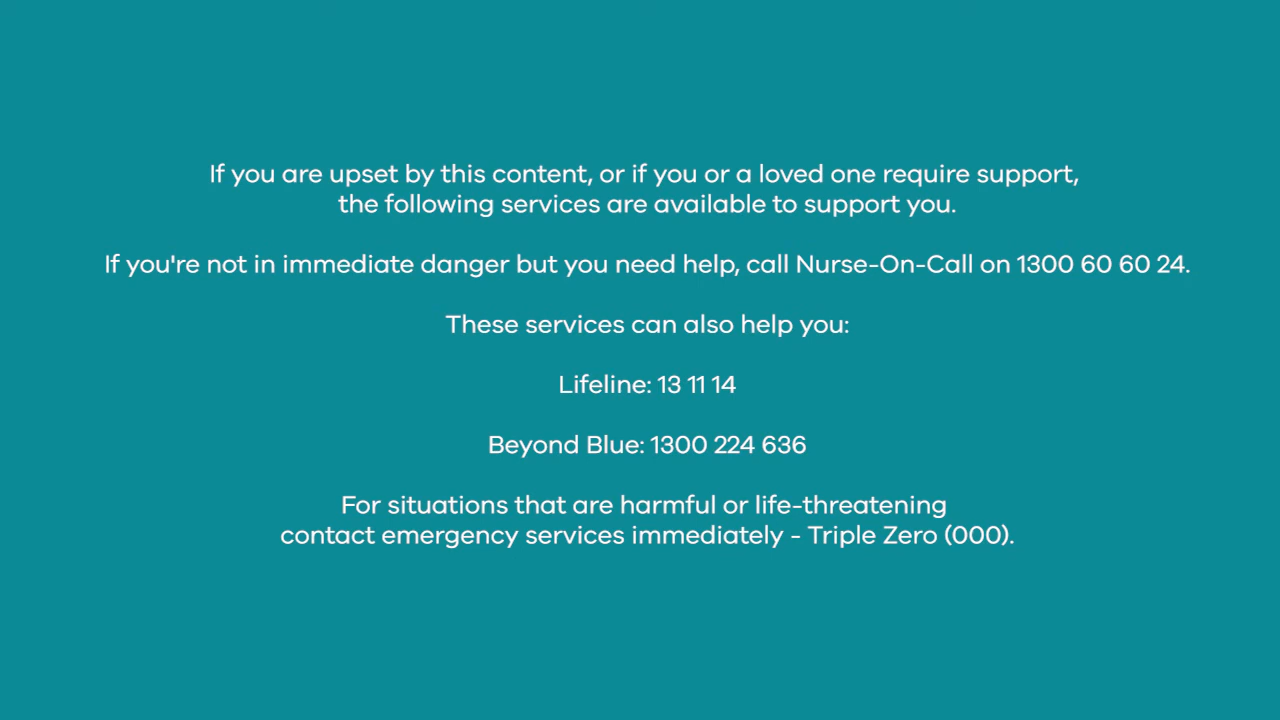 If you are upset by this content, or if you or a loved one require support,
the following services are available to support you.
If you're not in immediate danger but you need help, call Nurse-On-Call on 1300 60 60 24.
These services can also help you:
Lifeline: 13 11 14
Beyond Blue: 1300 224 636
For situations that are harmful or life-threatening
contact emergency services immediately - Triple Zero (000).